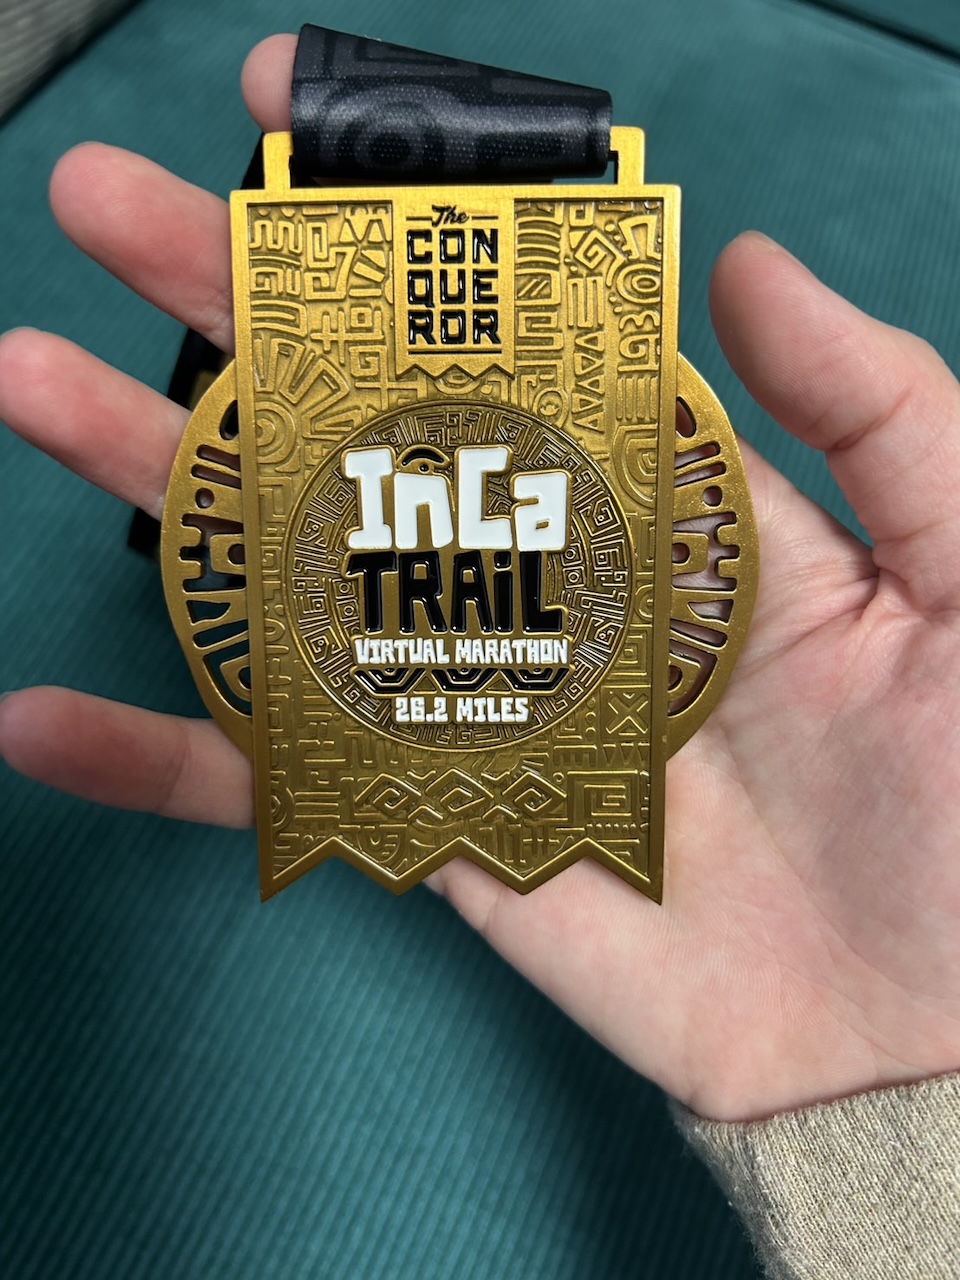 The
CON
QUE
ROR
InCa
TRAiL
VIRTUAL MARATHON
26.2 MILES